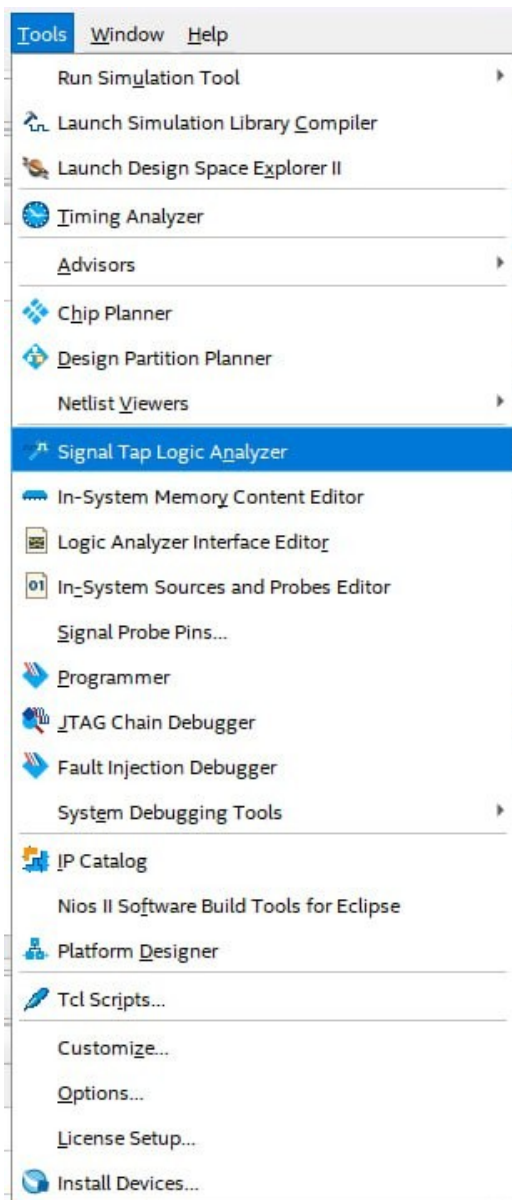 Tools Window Help
Run Simulation Tool
Launch Simulation Library Compiler
Launch Design Space Explorer II
Timing Analyzer
Advisors
Chip Planner
Design Partition Planner
Netlist Viewers
Signal Tap Logic Analyzer
In-System Memory Content Editor
Logic Analyzer Interface Editor
01 In-System Sources and Probes Editor
Signal Probe Pins...
Programmer
JTAG Chain Debugger
Fault Injection Debugger
System Debugging Tools
IP Catalog
Nios II Software Build Tools for Eclipse
Platform Designer
Tcl Scripts...
Customize...
Options...
License Setup...
Install Devices...